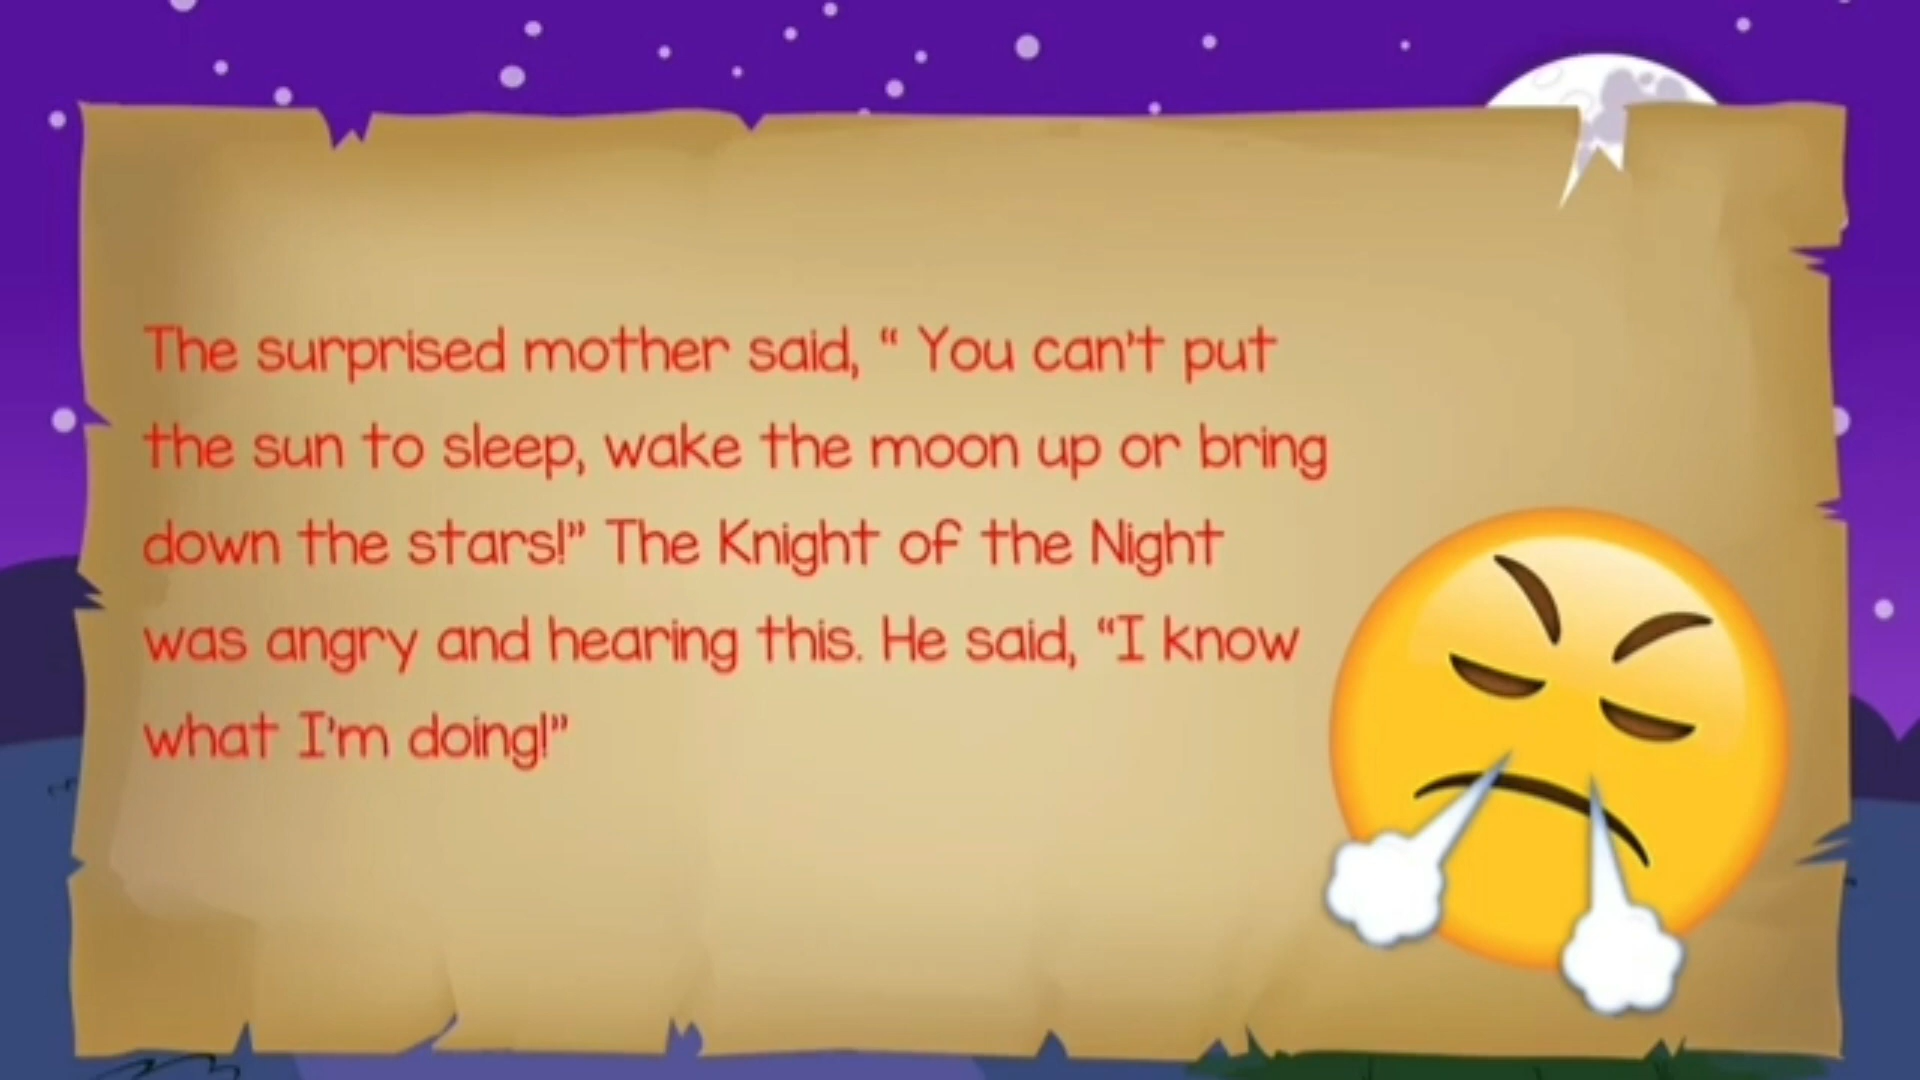 The surprised mother said, “ You can't put
the sun to sleep, wake the moon up or bring
down the stars!” The Knight of the Night
was angry and hearing this. He said, “I know
what I'm doing!”